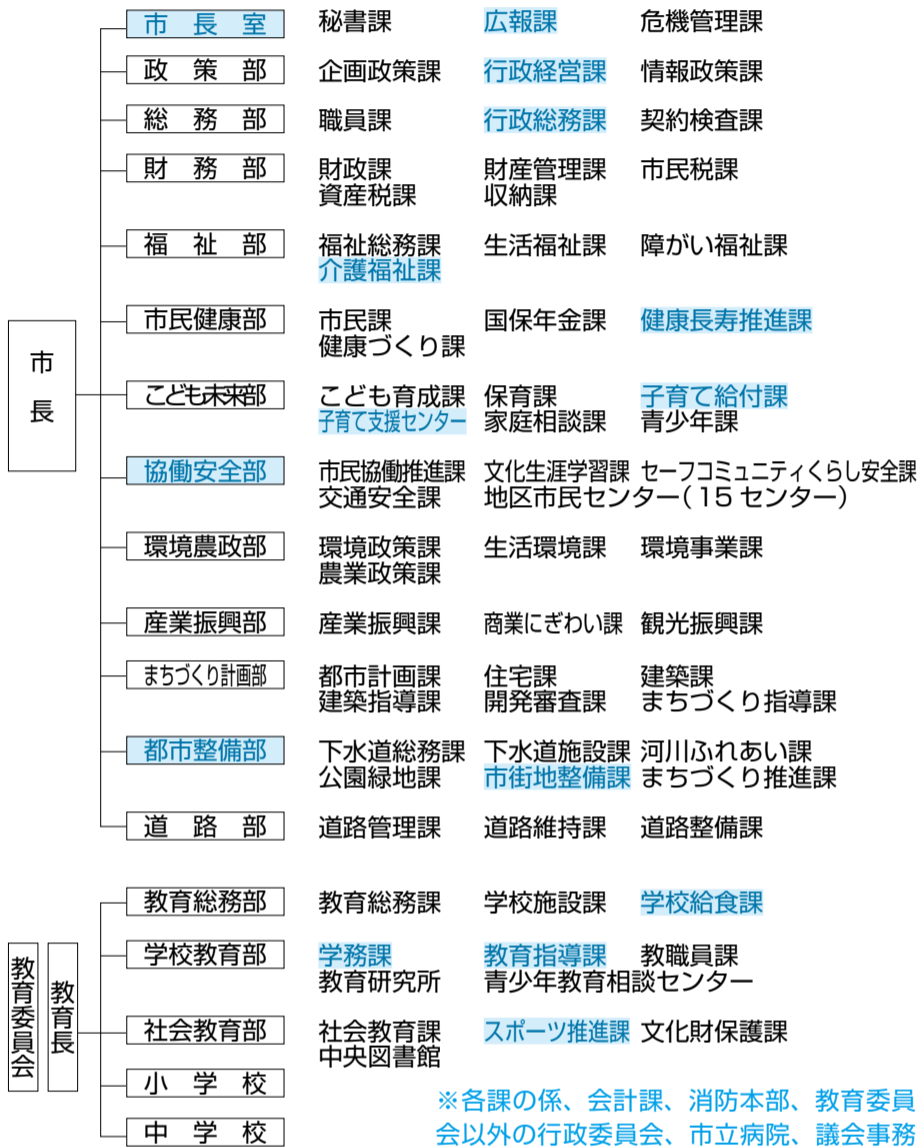 市長室 秘書課 広報課 危機管理課
政策部 企画政策課 行政経営課 情報政策課
総務部 職員課 行政総務課 契約検査課
財務部 財政課 財産管理課 市民税課
資産税課 収納課
福祉部 福祉総務課 生活福祉課 障がい福祉課
介護福祉課
市民健康部 市民課 国保年金課 健康長寿推進課
健康づくり課
市長
こども未来部 こども育成課 保育課 子育て給付課
子育て支援センター 家庭相談課 青少年課
協働安全部 市民協働推進課 文化生涯学習課 セーフコミュニティくらし安全課
交通安全課 地区市民センター(15センター)
環境農政部 環境政策課 生活環境課 環境事業課
農業政策課
産業振興部 産業振興課 商業にぎわい課 観光振興課
まちづくり計画部 都市計画課 住宅課 建築課
建築指導課 開発審査課 まちづくり指導課
都市整備部 下水道総務課 下水道施設課 河川ふれあい課
公園緑地課 市街地整備課 まちづくり推進課
道路部 道路管理課 道路維持課 道路整備課
教育総務部 教育総務課 学校施設課 学校給食課
教育委員会
教育長
学校教育部 学務課 教育指導課 教職員課
教育研究所 青少年教育相談センター
社会教育部 社会教育課 スポーツ推進課 文化財保護課
中央図書館
小学校
中学校
※各課の係、会計課、消防本部、教育委員
会以外の行政委員会、市立病院、議会事務